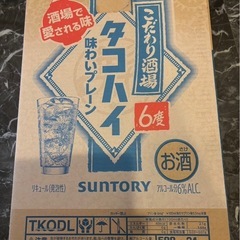 酒場で
愛される味
こだわり酒場
タコハイ
味わいプレーン
6度
お酒
リキュール(発泡性)
SUNTORY
アルコール分6%ALC.
TKODL